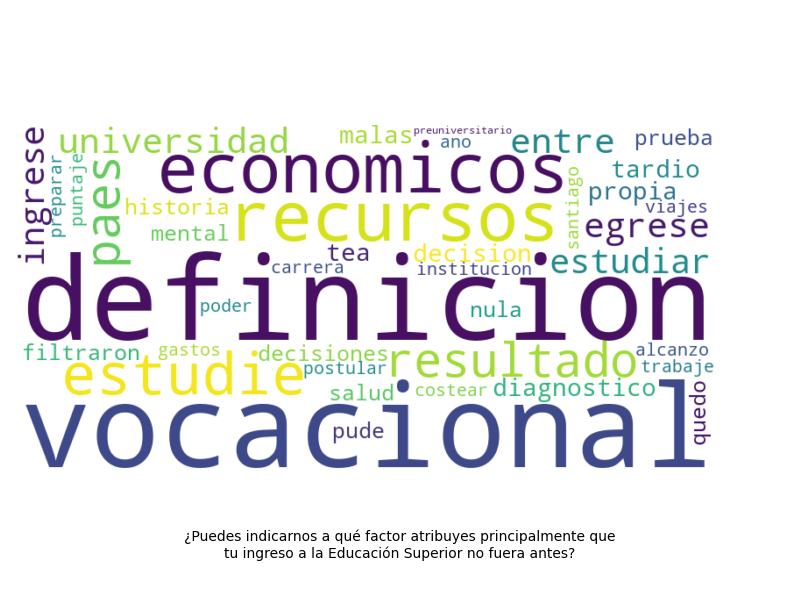 preuniversitario
universidad
malas
ano
entre
prueba
ingrese
economicos
tardio
preparar
puntaje
paes
propia
santiago
historia
recursos
viajes
egrese
mental
tea
decision
estudiar
carrera
institucion
definicion
poder
nula
filtraron
gastos
decisiones
resultado
alcanzo
estudie
postular
trabaje
salud
costear
diagnostico
quedo
vocacional
pude
¿Puedes indicarnos a qué factor atribuyes principalmente que
tu ingreso a la Educación Superior no fuera antes?